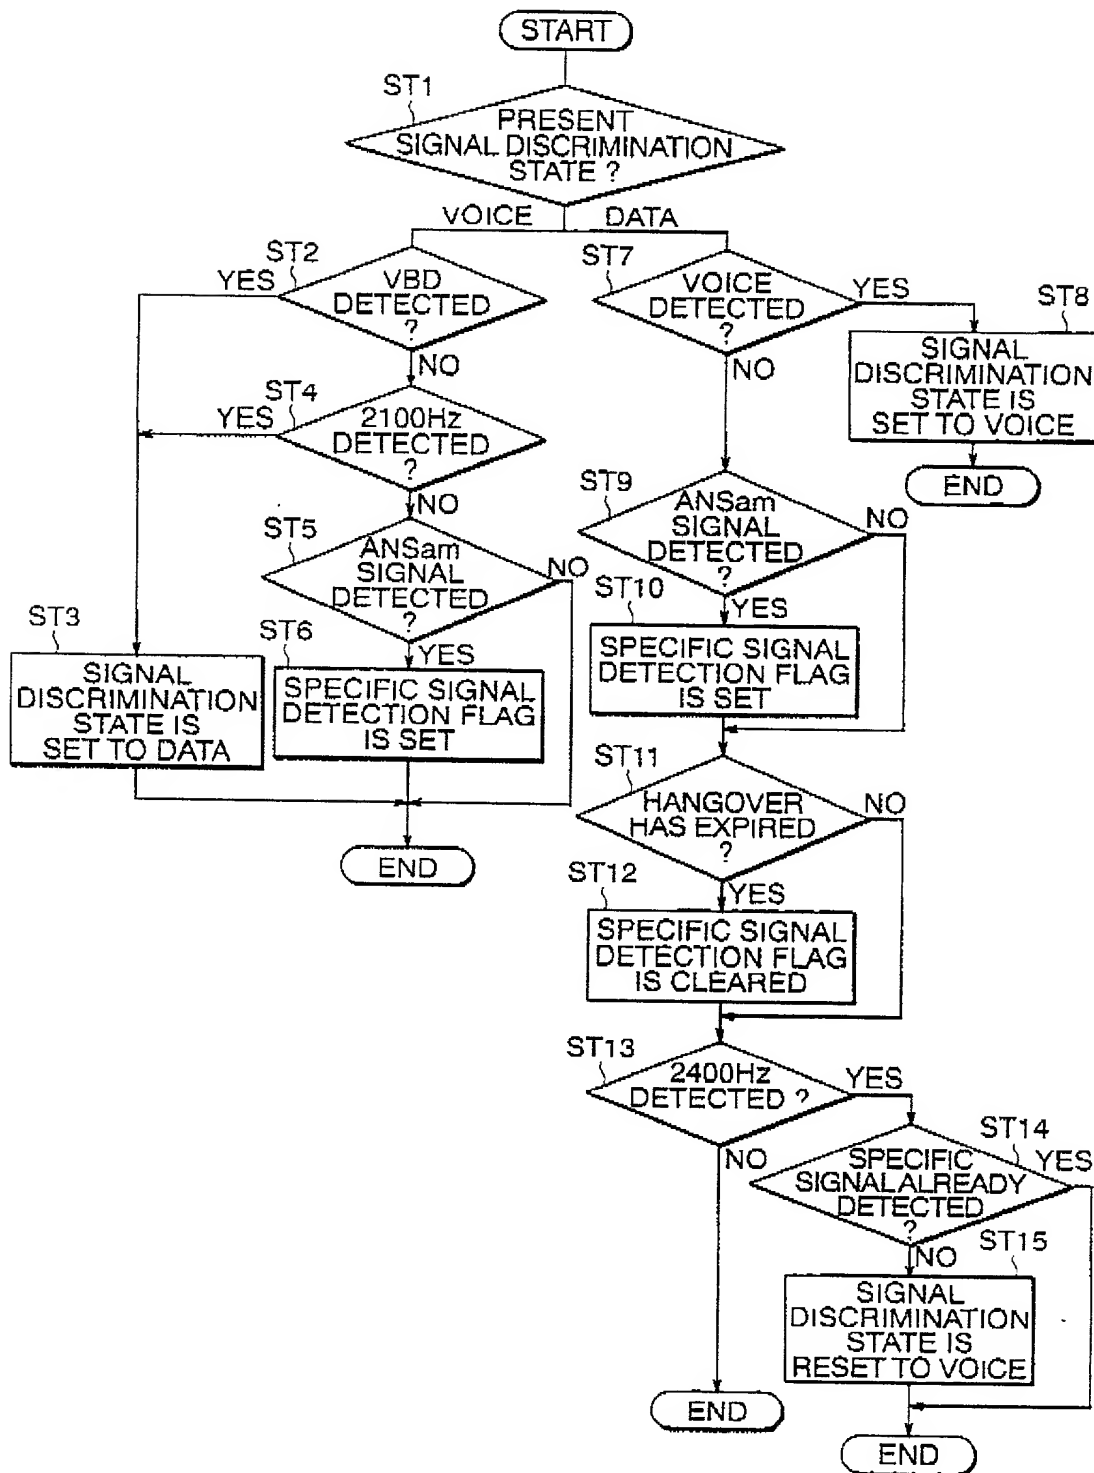 START
ST1
PRESENT
SIGNAL DISCRIMINATION
STATE ?
VOICE
DATA
ST2
YES
VBD
DETECTED
?
NO
ST7
VOICE
DETECTED
?
YES
NO
ST8
SIGNAL
DISCRIMINATION
STATE IS
SET TO VOICE
END
ST4
YES
2100Hz
DETECTED
?
NO
ST5
ANSam
SIGNAL
DETECTED
?
NO
YES
ST3
SIGNAL
DISCRIMINATION
STATE IS
SET TO DATA
ST6
SPECIFIC SIGNAL
DETECTION FLAG
IS SET
END
ST9
ANSam
SIGNAL
DETECTED
?
NO
YES
ST10
SPECIFIC SIGNAL
DETECTION FLAG
IS SET
ST11
HANGOVER
HAS EXPIRED
?
NO
YES
ST12
SPECIFIC SIGNAL
DETECTION FLAG
IS CLEARED
ST13
2400Hz
DETECTED ?
YES
NO
ST14
SPECIFIC
SIGNAL ALREADY
DETECTED
?
YES
NO
ST15
SIGNAL
DISCRIMINATION
STATE IS
RESET TO VOICE
END
END